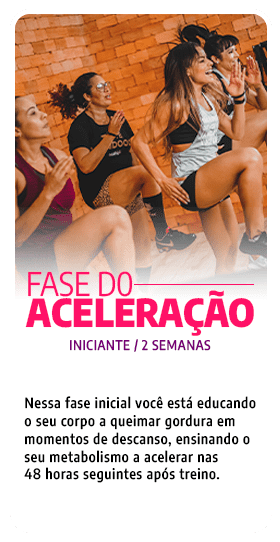 FASE DO
ACELERAÇÃO
INICIANTE / 2 SEMANAS
Nessa fase inicial você está educando
o seu corpo a queimar gordura em
momentos de descanso, ensinando o
seu metabolismo a acelerar nas
48 horas seguintes após treino.